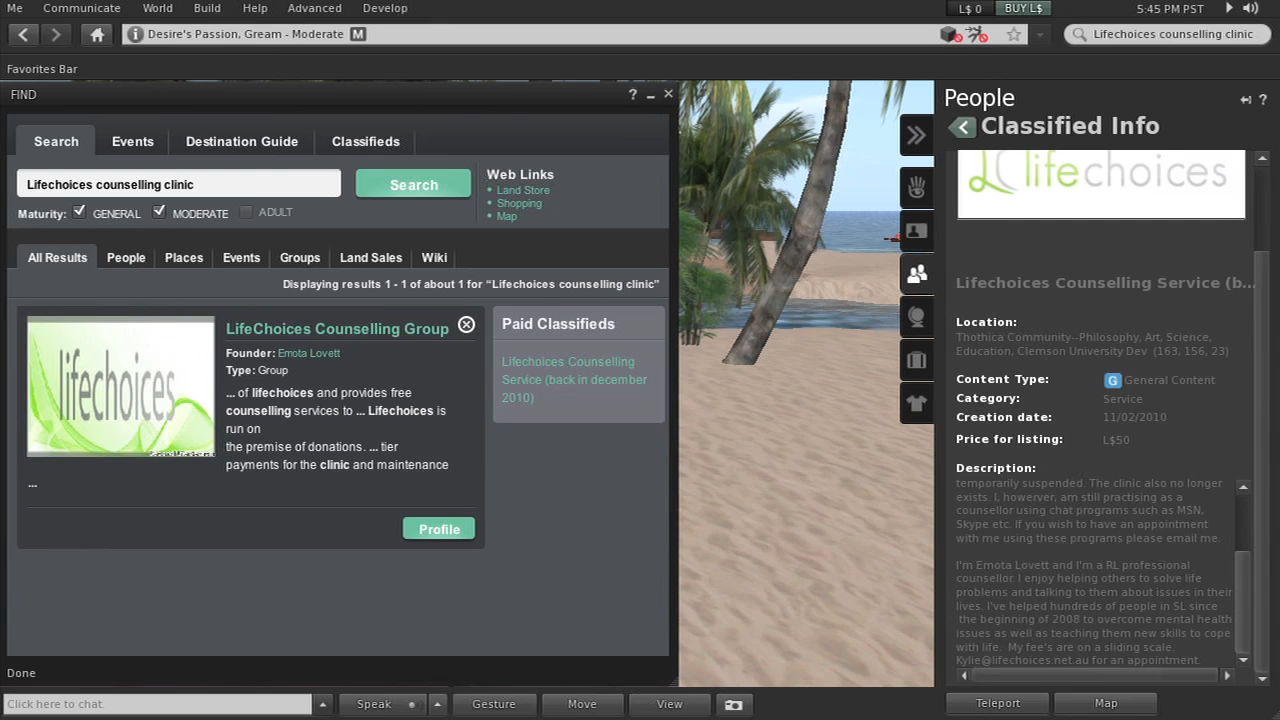 Me Communicate World Build Help Advanced Develop L$ 0 BUY L$ 5:45 PM PST
Desire's Passion, Gream - Moderate M Lifechoices counselling clinic
Favorites Bar
FIND ?
Search Events Destination Guide Classifieds
Lifechoices counselling clinic Search
Web Links
• Land Store
• Shopping
• Map
Maturity: GENERAL MODERATE ADULT
All Results People Places Events Groups Land Sales Wiki
Displaying results 1 - 1 of about 1 for “Lifechoices counselling clinic”
lifechoices
LifeChoices Counselling Group
Founder: Emota Lovett
Type: Group
... of lifechoices and provides free
counselling services to ... Lifechoices is
run on
the premise of donations. ... tier
payments for the clinic and maintenance
...
Profile
Paid Classifieds
Lifechoices Counselling
Service (back in december
2010)
Done
People ?
Classified Info
LC lifechoices
Lifechoices Counselling Service (b...
Location:
Thothica Community--Philosophy, Art, Science,
Education, Clemson University Dev (163, 156, 23)
Content Type: G General Content
Category: Service
Creation date: 11/02/2010
Price for listing: L$50
Description:
temporarily suspended. The clinic also no longer
exists. I, however, am still practising as a
counsellor using chat programs such as MSN,
Skype etc. If you wish to have an appointment
with me using these programs please email me.
I'm Emota Lovett and I'm a RL professional
counsellor. I enjoy helping others to solve life
problems and talking to them about issues in their
lives. I've helped hundreds of people in SL since
the beginning of 2008 to overcome mental health
issues as well as teaching them new skills to cope
with life. My fee's are on a sliding scale.
Kylie@lifechoices.net.au for an appointment.
Click here to chat. Speak Gesture Move View Teleport Map